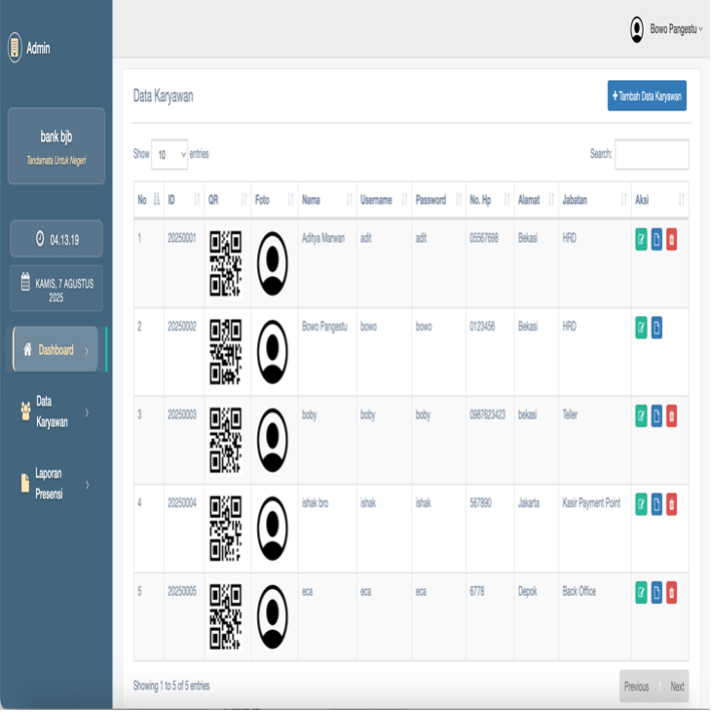 Admin
Bowo Pangestu
bank bjb
Tandamata Untuk Negeri
04.13.19
KAMIS, 7 AGUSTUS
2025
Dashboard
Data
Karyawan
Laporan
Presensi
Data Karyawan
+Tambah Data Karyawan
Show 10 entries
Search:
No ID QR Foto Nama Username Password No. Hp Alamat Jabatan Aksi
1 20250001 Aditya Marwan adit adit 05567698 Bekasi HRD
2 20250002 Bowo Pangestu bowo bowo 0123456 Bekasi HRD
3 20250003 boby boby boby 0987623423 bekasi Teller
4 20250004 ishak bro ishak ishak 567890 Jakarta Kasir Payment Point
5 20250005 eca eca eca 6778 Depok Back Office
Showing 1 to 5 of 5 entries
Previous 1 Next